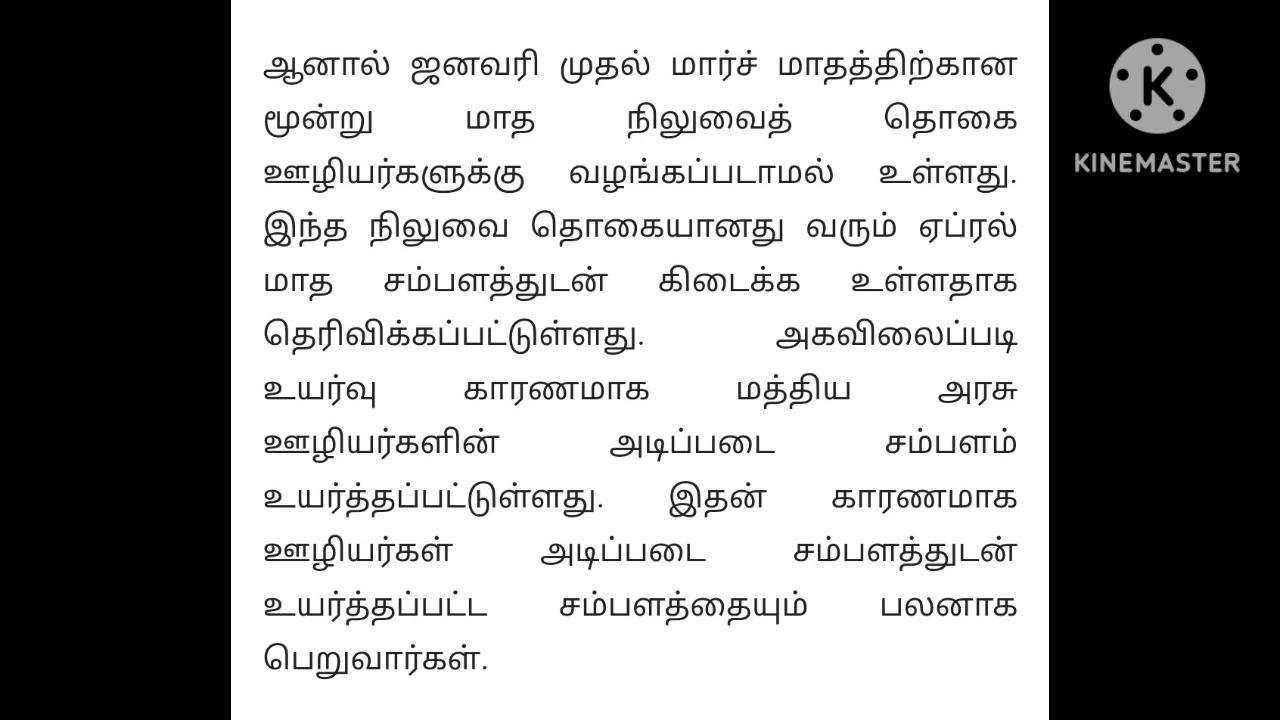 ஆனால் ஜனவரி முதல் மார்ச் மாதத்திற்கான
மூன்று மாத நிலுவைத் தொகை
ஊழியர்களுக்கு வழங்கப்படாமல் உள்ளது.
இந்த நிலுவை தொகையானது வரும் ஏப்ரல்
மாத சம்பளத்துடன் கிடைக்க உள்ளதாக
தெரிவிக்கப்பட்டுள்ளது. அகவிலைப்படி
உயர்வு காரணமாக மத்திய அரசு
ஊழியர்களின் அடிப்படை சம்பளம்
உயர்த்தப்பட்டுள்ளது. இதன் காரணமாக
ஊழியர்கள் அடிப்படை சம்பளத்துடன்
உயர்த்தப்பட்ட சம்பளத்தையும் பலனாக
பெறுவார்கள்.
K
KINEMASTER